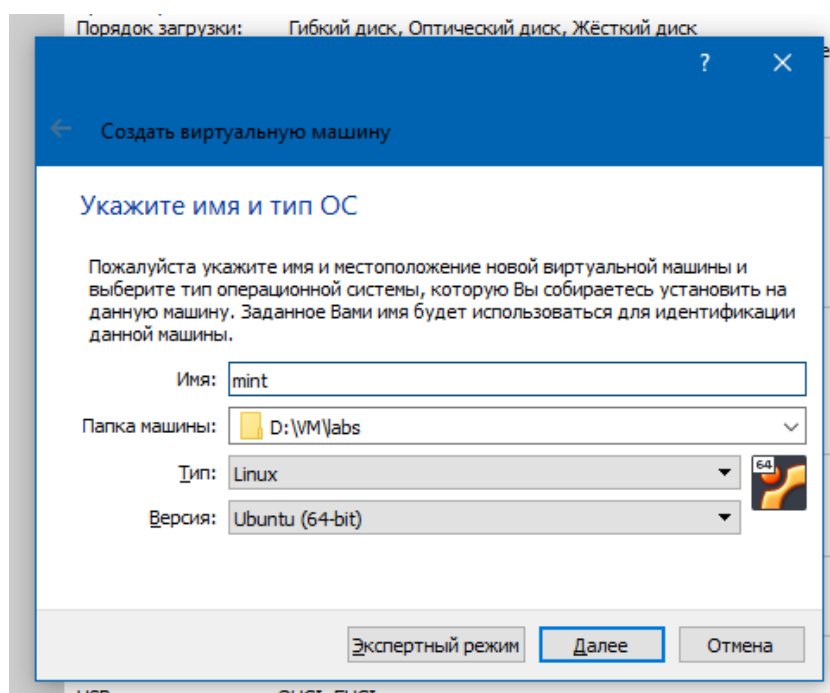 Порядок загрузки: Гибкий диск, Оптический диск, Жёсткий диск
?
Создать виртуальную машину
Укажите имя и тип ОС
Пожалуйста укажите имя и местоположение новой виртуальной машины и
выберите тип операционной системы, которую Вы собираетесь установить на
данную машину. Заданное Вами имя будет использоваться для идентификации
данной машины.
Имя: mint
Папка машины: D:\VM\labs
Тип: Linux
64
Версия: Ubuntu (64-bit)
Экспертный режим Далее Отмена